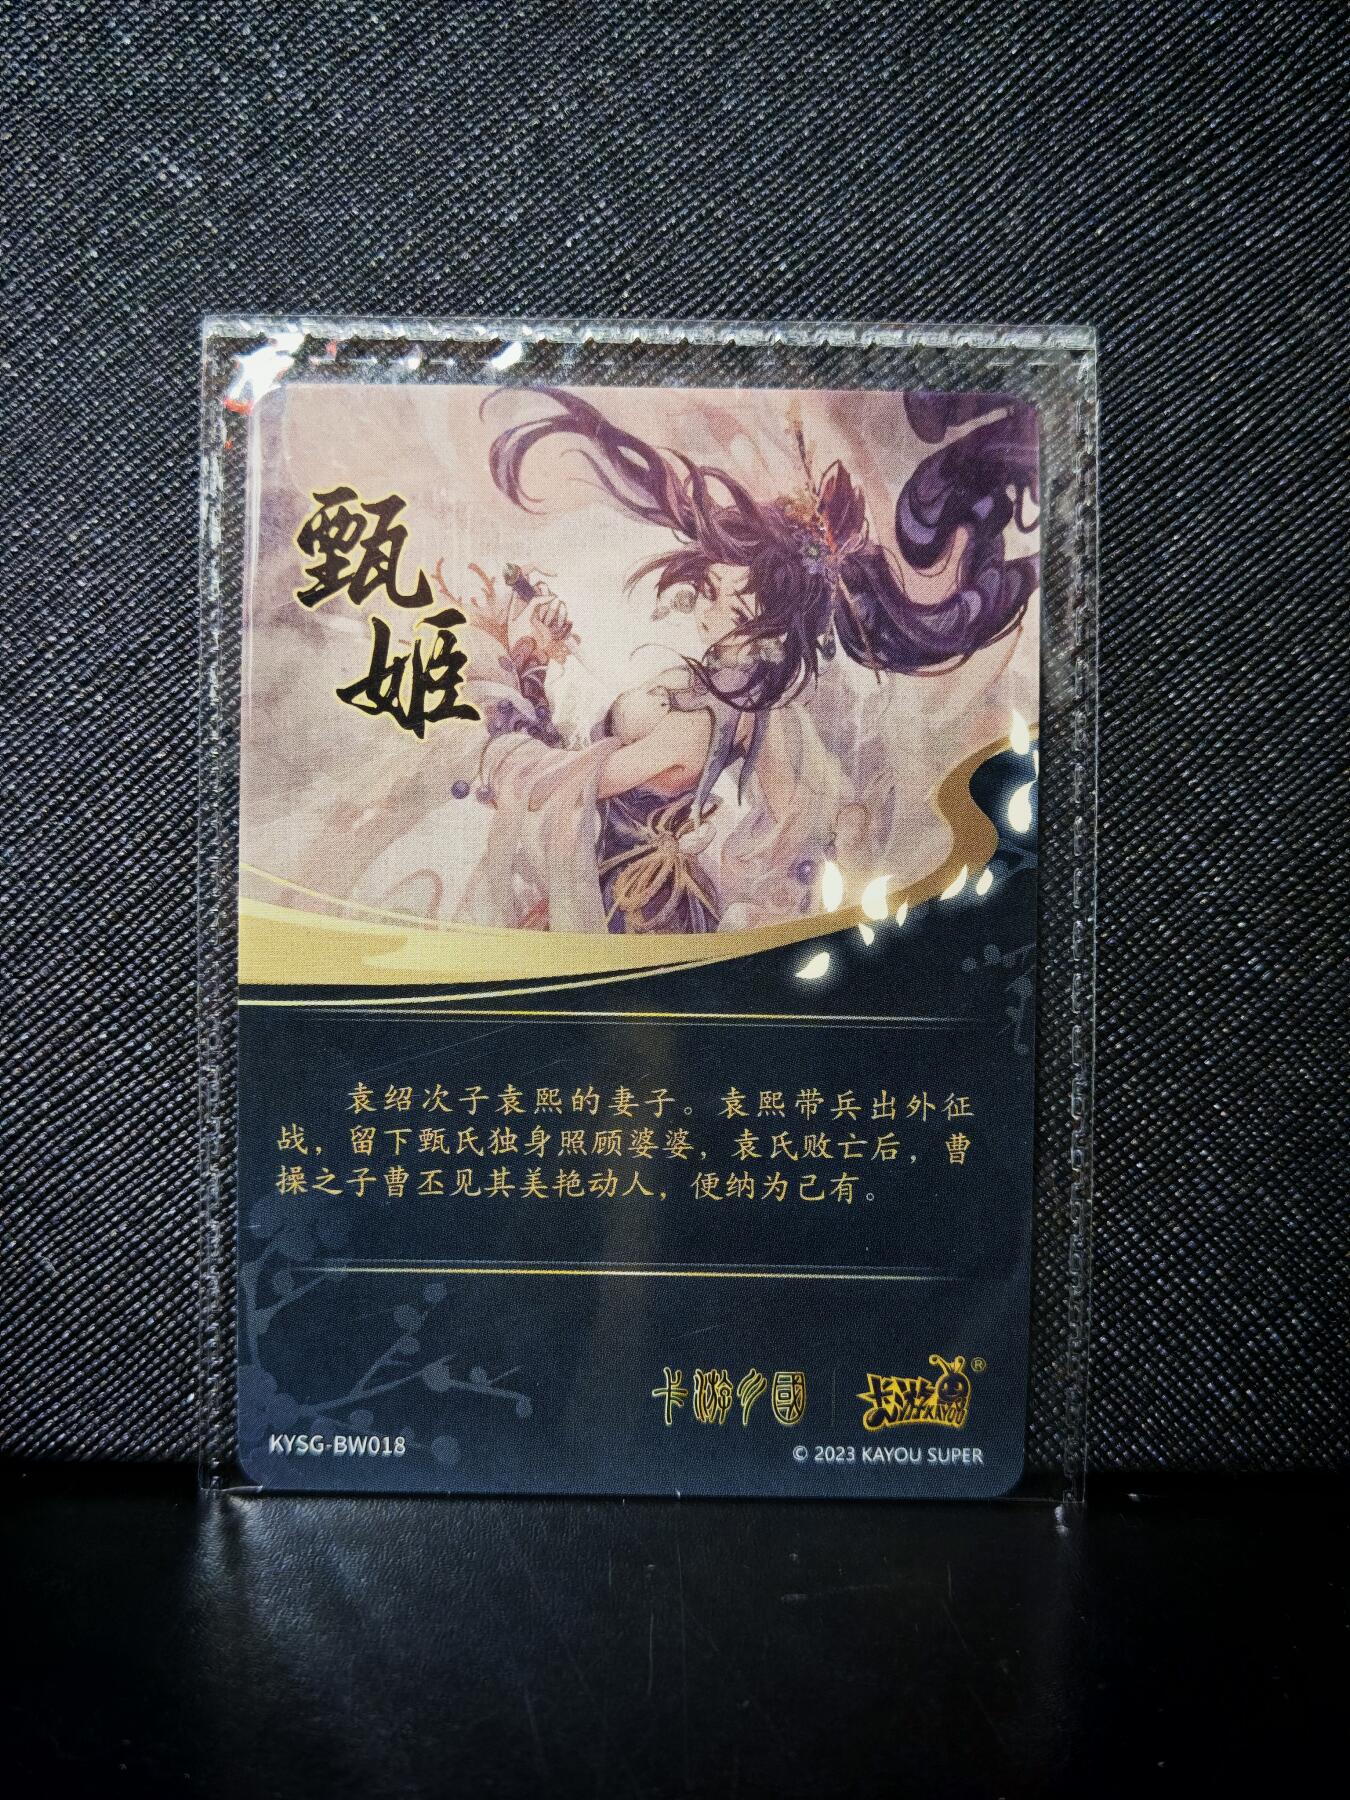 甄姬
袁绍次子袁熙的妻子。袁熙带兵出外征
战，留下甄氏独身照顾婆婆，袁氏败亡后，曹
操之子曹丕见其美艳动人，便纳为己有。
卡游三國
卡游 KAYOU ®
KYSG-BW018
© 2023 KAYOU SUPER